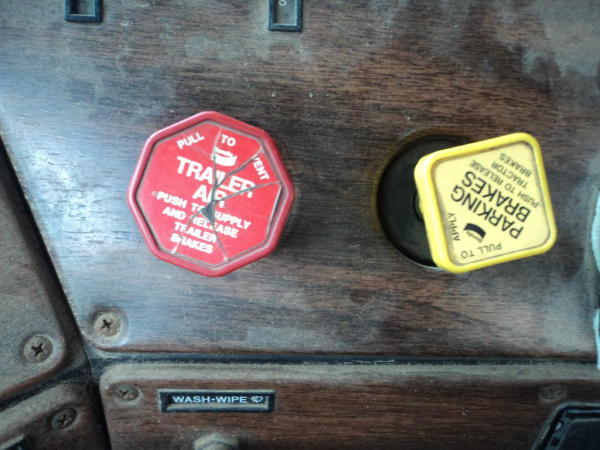 PULL TO VENT
TRAILER
AIR
PUSH TO SUPPLY
AND RELEASE
TRAILER
BRAKES
PULL TO
APPLY
PARKING
BRAKES
PUSH TO RELEASE
TRACTOR
BRAKES
WASH-WIPE